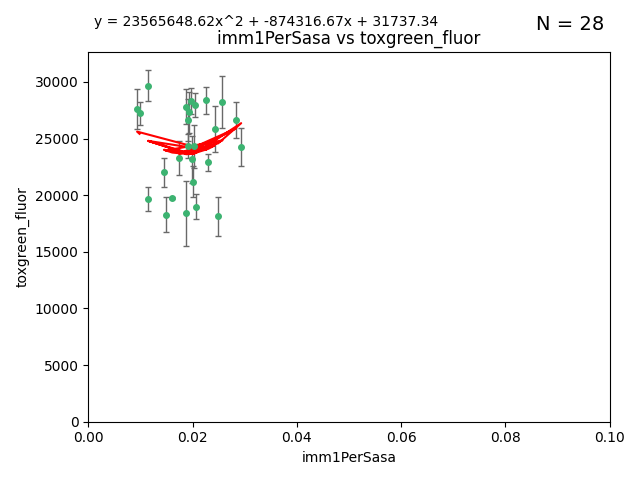 y = 23565648.62x^2 + -874316.67x + 31737.34
N = 28
imm1PerSasa vs toxgreen_fluor
30000
25000
20000
15000
10000
5000
0
toxgreen_fluor
0.00 0.02 0.04 0.06 0.08 0.10
imm1PerSasa